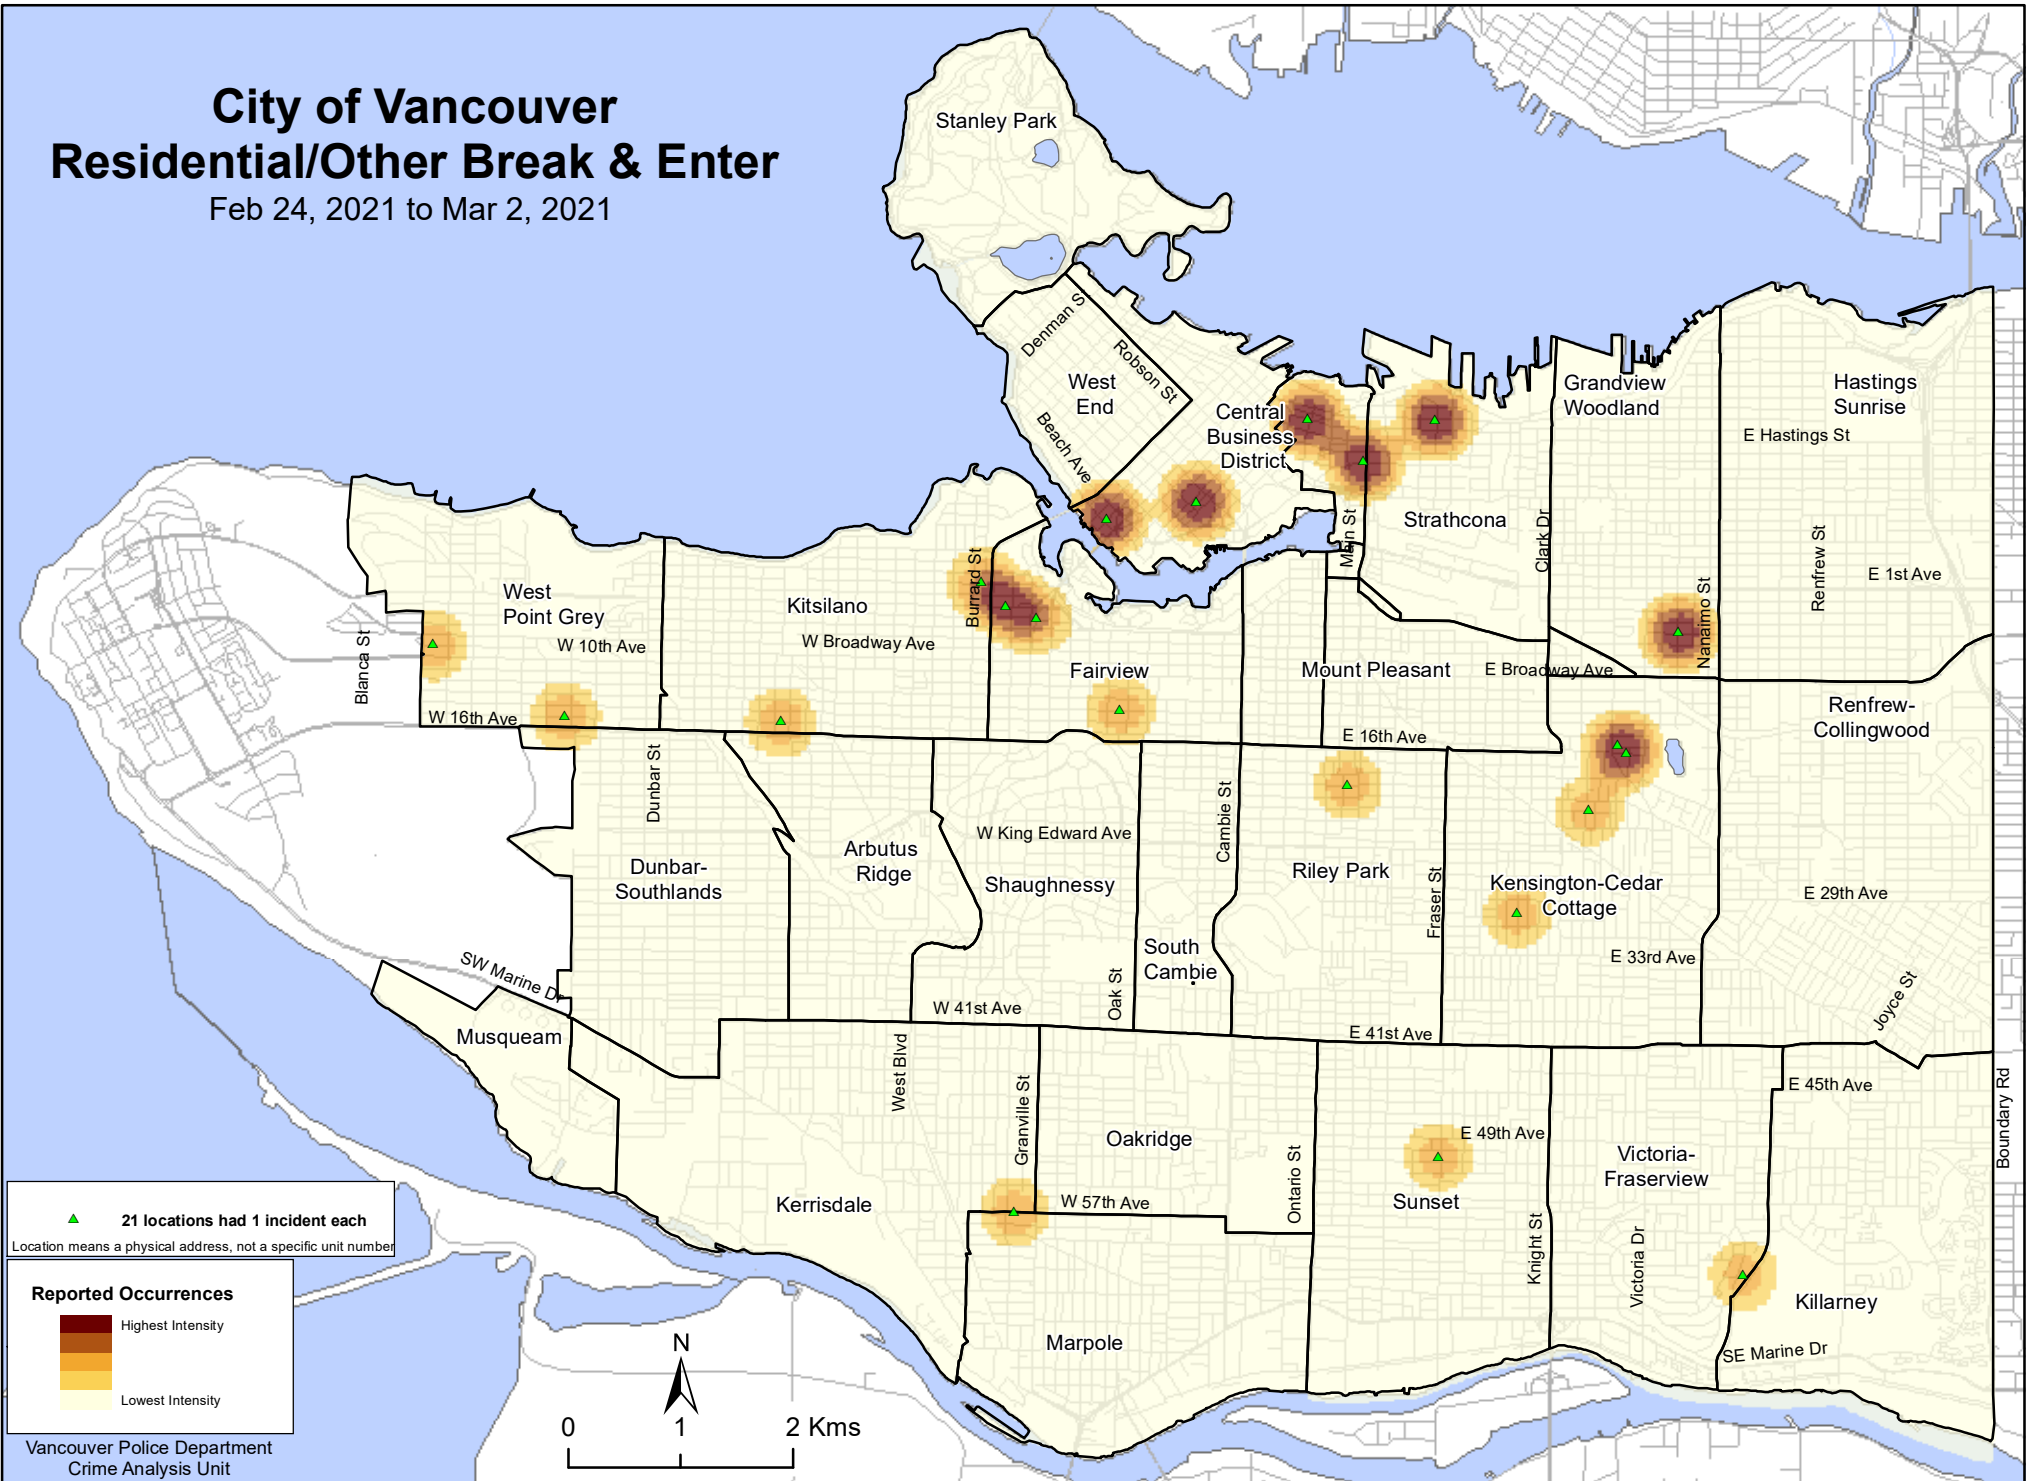 City of Vancouver
Residential/Other Break & Enter
Feb 24, 2021 to Mar 2, 2021
Stanley Park
Denman S
Robson St
West
End
Beach Ave
Central
Business
District
Grandview
Woodland
Hastings
Sunrise
E Hastings St
Strathcona
Main St
Clark Dr
Nanaimo St
Renfrew St
E 1st Ave
West
Point Grey
W 10th Ave
Blanca St
W 16th Ave
Kitsilano
W Broadway Ave
Burrard St
Fairview
Mount Pleasant
E Broadway Ave
E 16th Ave
Renfrew-
Collingwood
Dunbar St
Dunbar-
Southlands
Arbutus
Ridge
W King Edward Ave
Shaughnessy
Cambie St
Riley Park
Fraser St
Kensington-Cedar
Cottage
E 29th Ave
E 33rd Ave
South
Cambie
Oak St
W 41st Ave
E 41st Ave
Joyce St
SW Marine Dr
Musqueam
West Blvd
Granville St
Oakridge
Ontario St
E 49th Ave
E 45th Ave
Boundary Rd
Victoria-
Fraserview
Kerrisdale
W 57th Ave
Sunset
Knight St
Victoria Dr
Killarney
SE Marine Dr
Marpole
21 locations had 1 incident each
Location means a physical address, not a specific unit number
Reported Occurrences
Highest Intensity
Lowest Intensity
Vancouver Police Department
Crime Analysis Unit
N
0 1 2 Kms